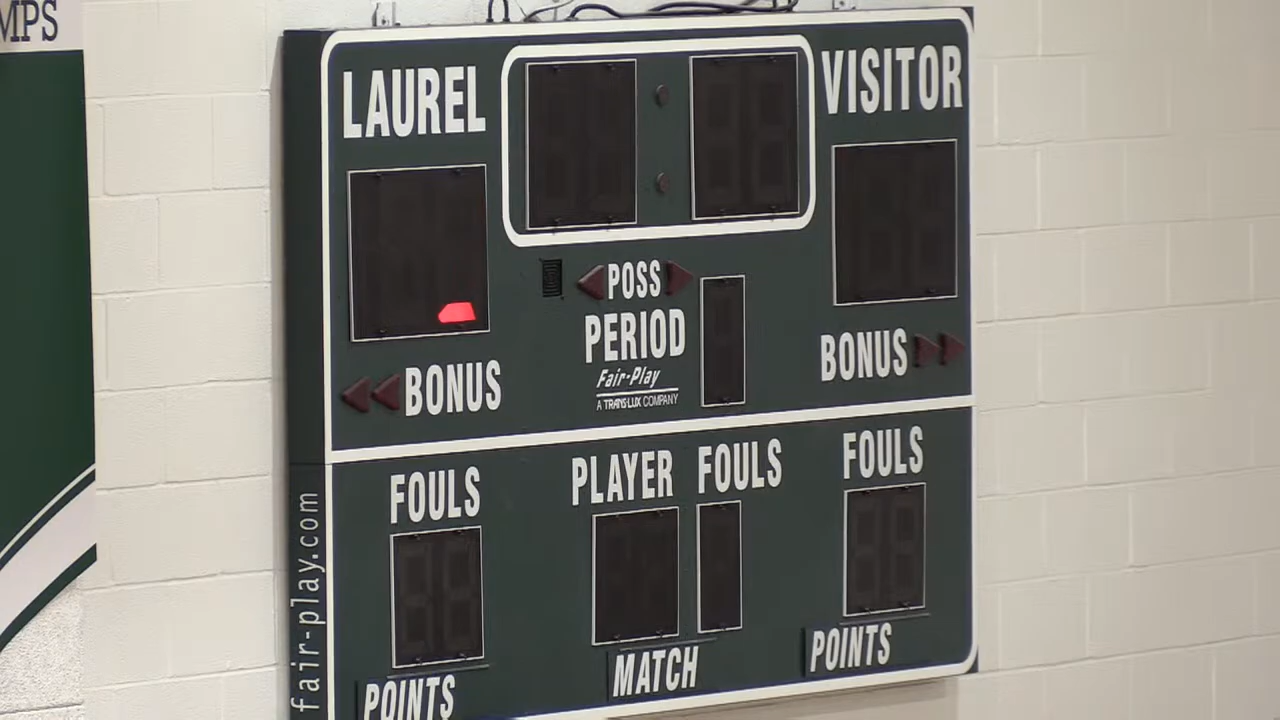 MPS
LAUREL
VISITOR
POSS
PERIOD
Fair-Play
A TRANS-LUX COMPANY
BONUS
BONUS
FOULS
PLAYER FOULS
FOULS
POINTS
MATCH
POINTS
fair-play.com